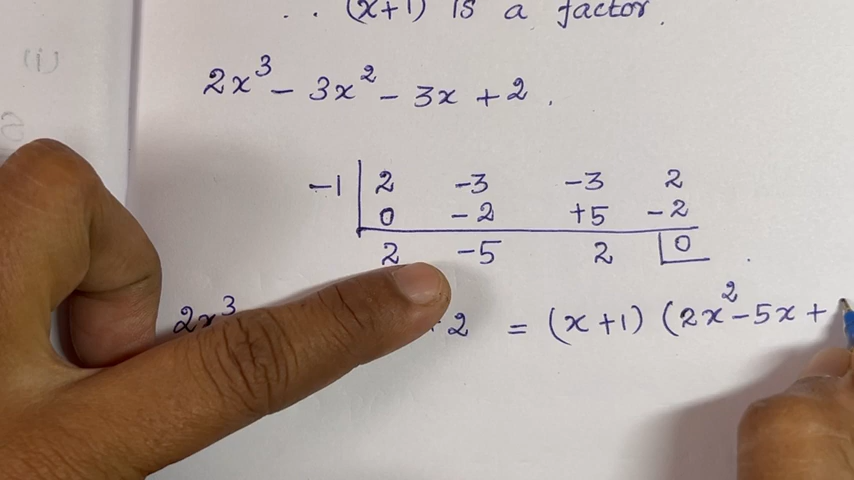 ∴ (x+1) is a factor.
2x³ - 3x² - 3x + 2.
-1 | 2 -3 -3 2
0 -2 +5 -2
2 -5 2 | 0
2x³ + 2 = (x+1) (2x² - 5x +